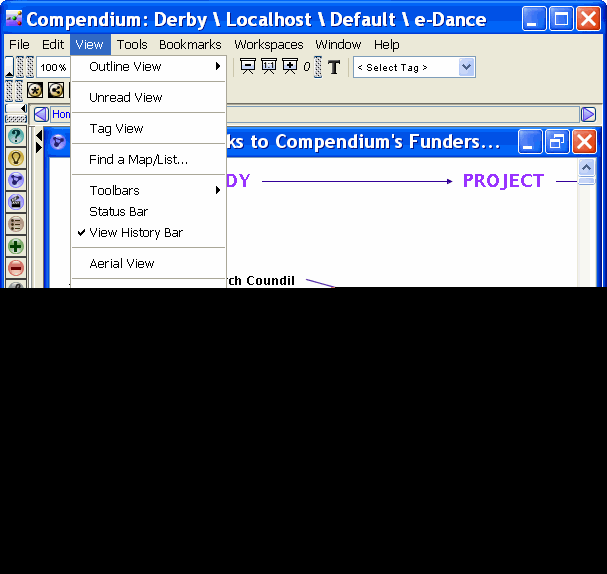 Compendium: Derby \ Localhost \ Default \ e-Dance
File Edit View Tools Bookmarks Workspaces Window Help
100% 1:1 0 T < Select Tag >
Outline View
Unread View
Tag View
Find a Map/List...
Toolbars
Status Bar
✓ View History Bar
Aerial View
Hom
ks to Compendium's Funders...
DY PROJECT
rch Coundil